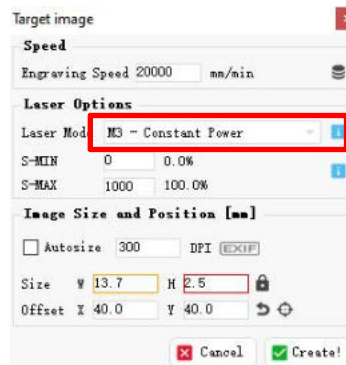 Target image
Speed
Engraving Speed 20000 mm/min
Laser Options
Laser Mode M3 - Constant Power
S-MIN 0 0.0%
S-MAX 1000 100.0%
Image Size and Position [mm]
Autosize 300 DPI EXIF
Size W 13.7 H 2.5
Offset X 40.0 Y 40.0
Cancel Create!